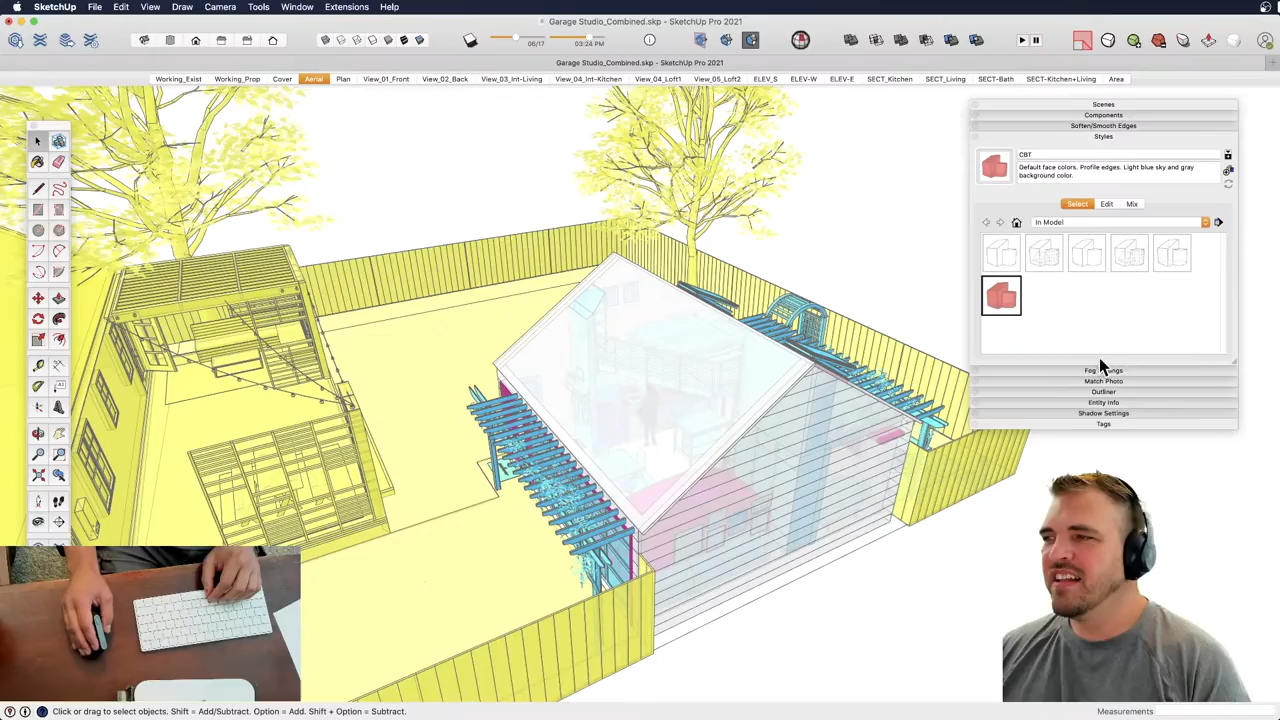 SketchUp File Edit View Draw Camera Tools Window Extensions Help
Garage Studio_Combined.skp - SketchUp Pro 2021
06/17 03:24 PM
Garage Studio_Combined.skp - SketchUp Pro 2021
Working_Exist Working_Prop Cover Aerial Plan View_01_Front View_02_Back View_03_Int-Living View_04_Int-Kitchen View_04_Loft1 View_05_Loft2 ELEV_S ELEV-W ELEV-E SECT_Kitchen SECT_Living SECT-Bath SECT-Kitchen+Living Area
Scenes
Components
Soften/Smooth Edges
Styles
CBT
Default face colors. Profile edges. Light blue sky and gray
background color.
Select Edit Mix
In Model
Match Photo
Outliner
Entity Info
Shadow Settings
Tags
Click or drag to select objects. Shift = Add/Subtract. Option = Add. Shift + Option = Subtract.
Measurements